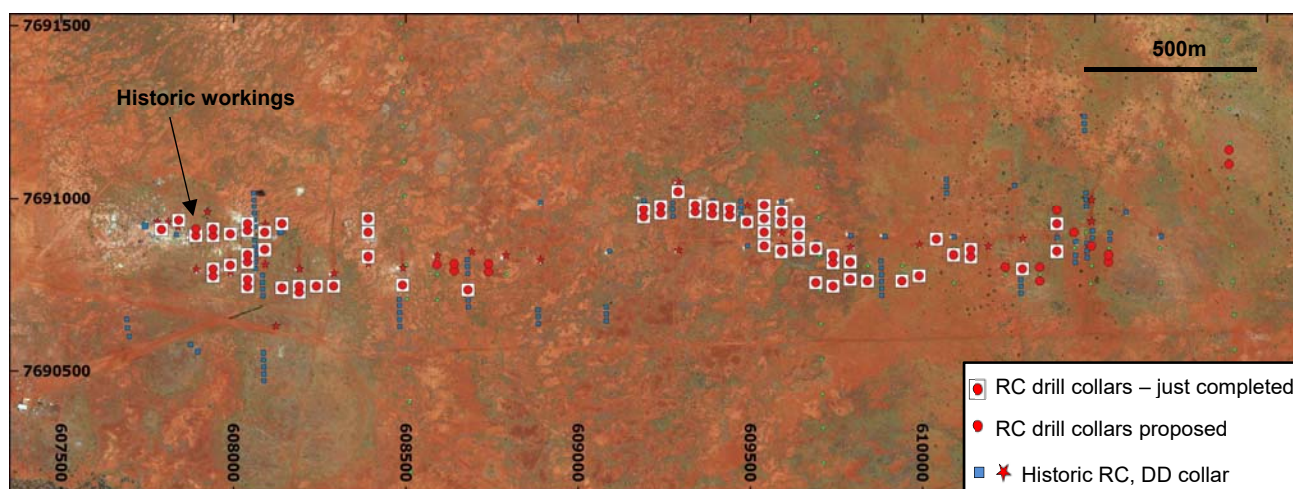 7691500
500m
Historic workings
7691000
7690500
607500
608000
608500
609000
609500
610000
RC drill collars – just completed
RC drill collars proposed
Historic RC, DD collar